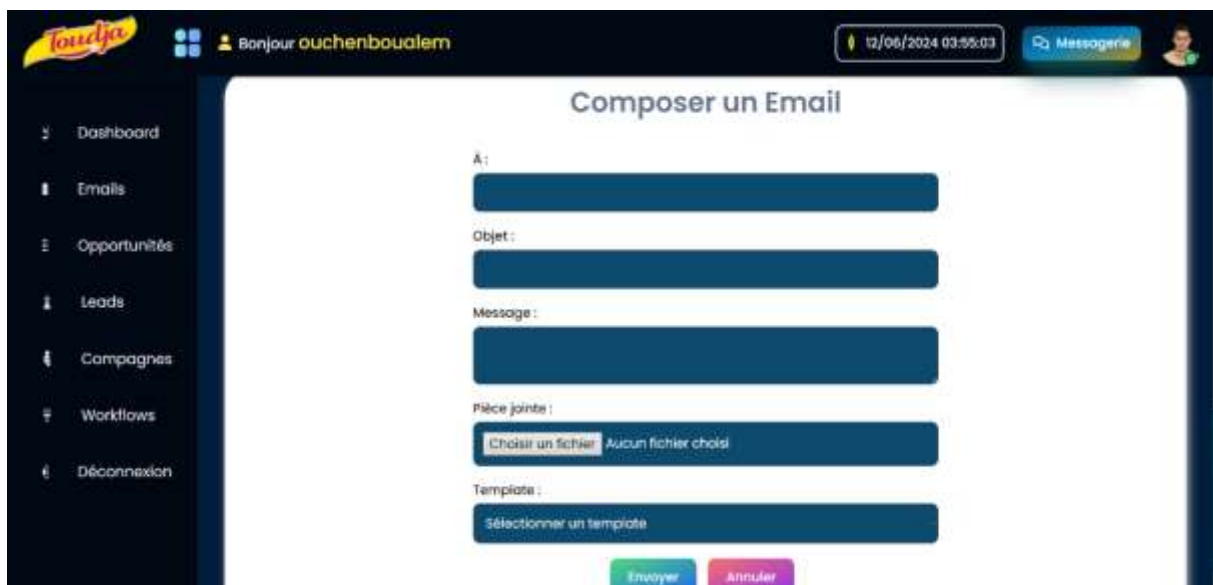 Toudja
Bonjour ouchenboualem
12/06/2024 03:55:03
Messagerie
Dashboard
Emails
Opportunités
Leads
Campagnes
Workflows
Déconnexion
Composer un Email
À :
Objet :
Message :
Pièce jointe :
Choisir un fichier Aucun fichier choisi
Template :
Sélectionner un template
Envoyer
Annuler